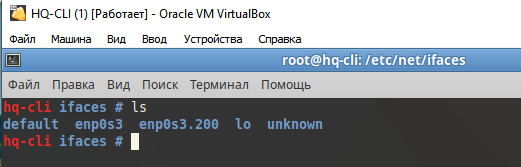 HQ-CLI (1) [Работает] - Oracle VM VirtualBox
Файл Машина Вид Ввод Устройства Справка
root@hq-cli: /etc/net/ifaces
Файл Правка Вид Поиск Терминал Помощь
hq-cli ifaces # ls
default enp0s3 enp0s3.200 lo unknown
hq-cli ifaces #